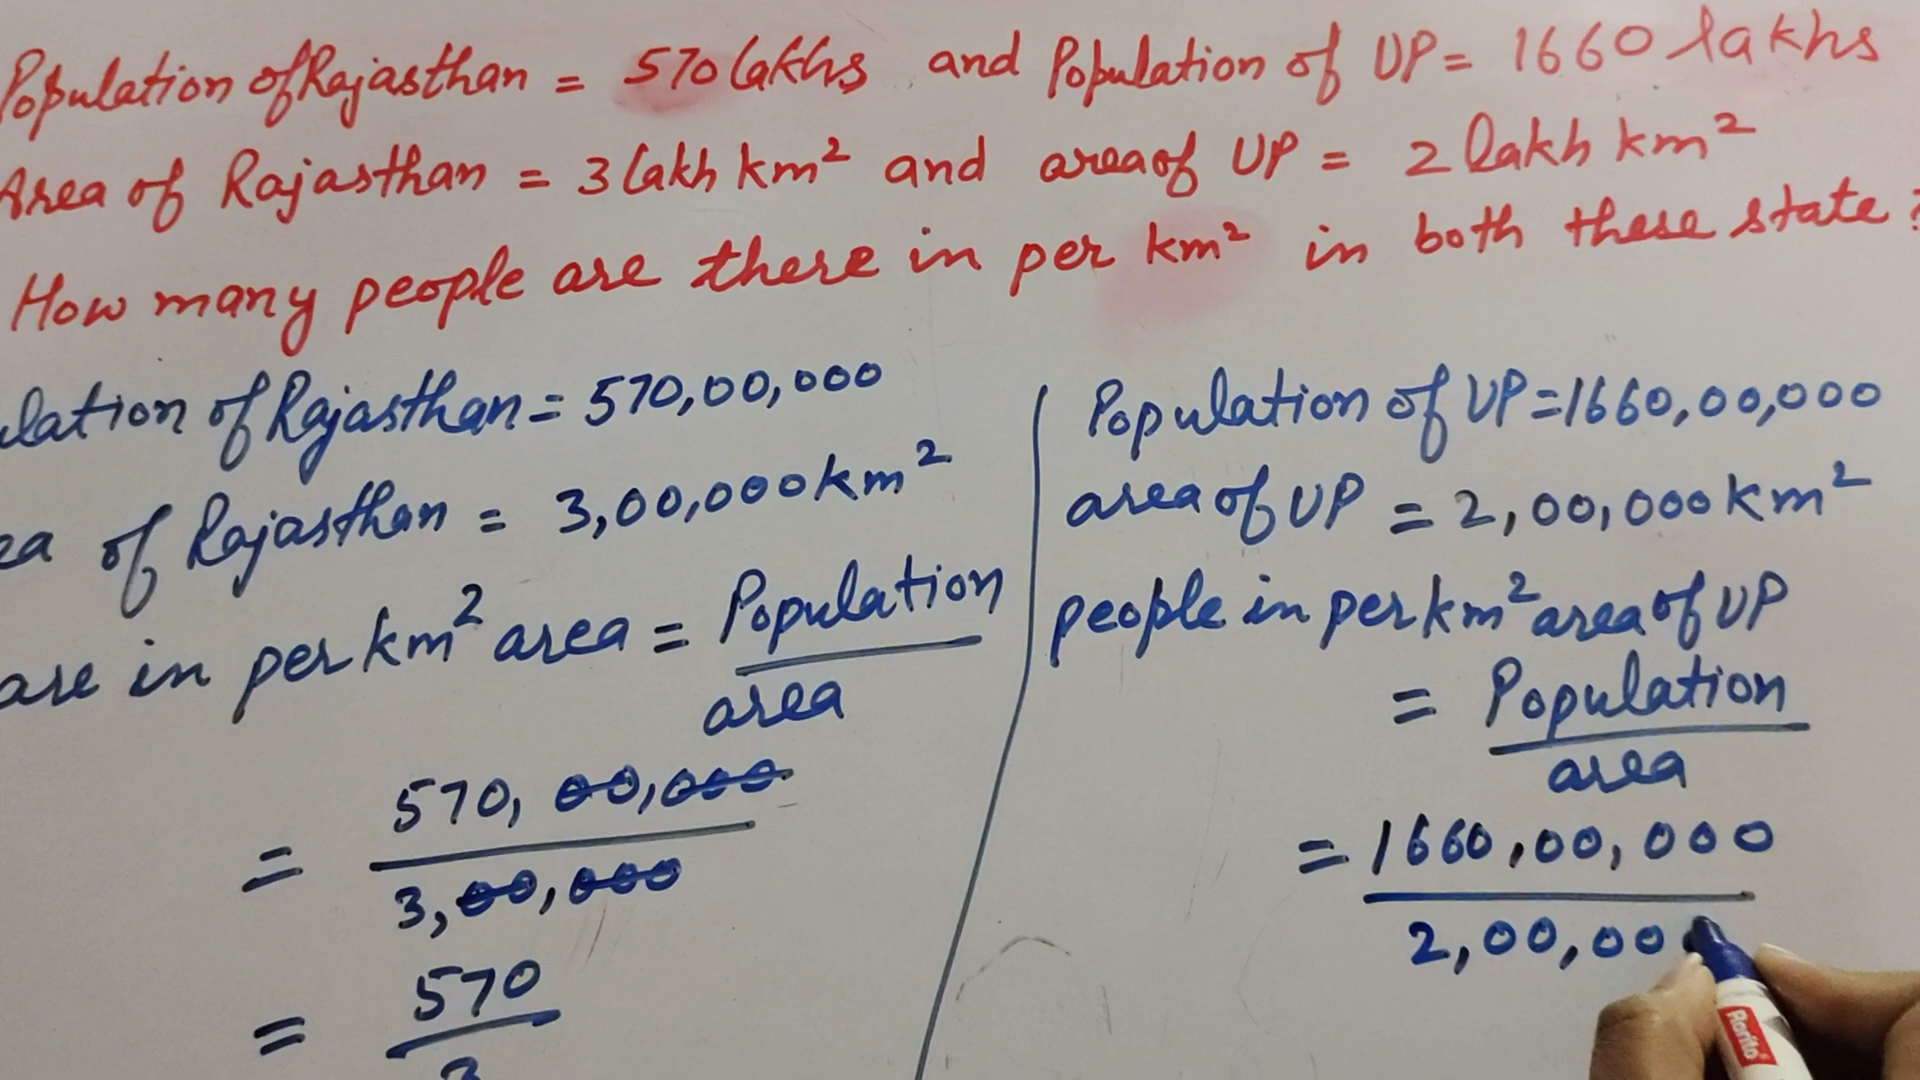 Population of Rajasthan = 570 lakhs and Population of UP = 1660 lakhs
Area of Rajasthan = 3 lakh km² and area of UP = 2 lakh km²
How many people are there in per km² in both these state?
lation of Rajasthan = 570,00,000
ea of Rajasthan = 3,00,000 km²
are in per km² area = Population
area
= 570,00,000
3,00,000
= 570
3
Population of UP = 1660,00,000
area of UP = 2,00,000 km²
people in per km² area of UP
= Population
area
= 1660,00,000
2,00,000
Rorito